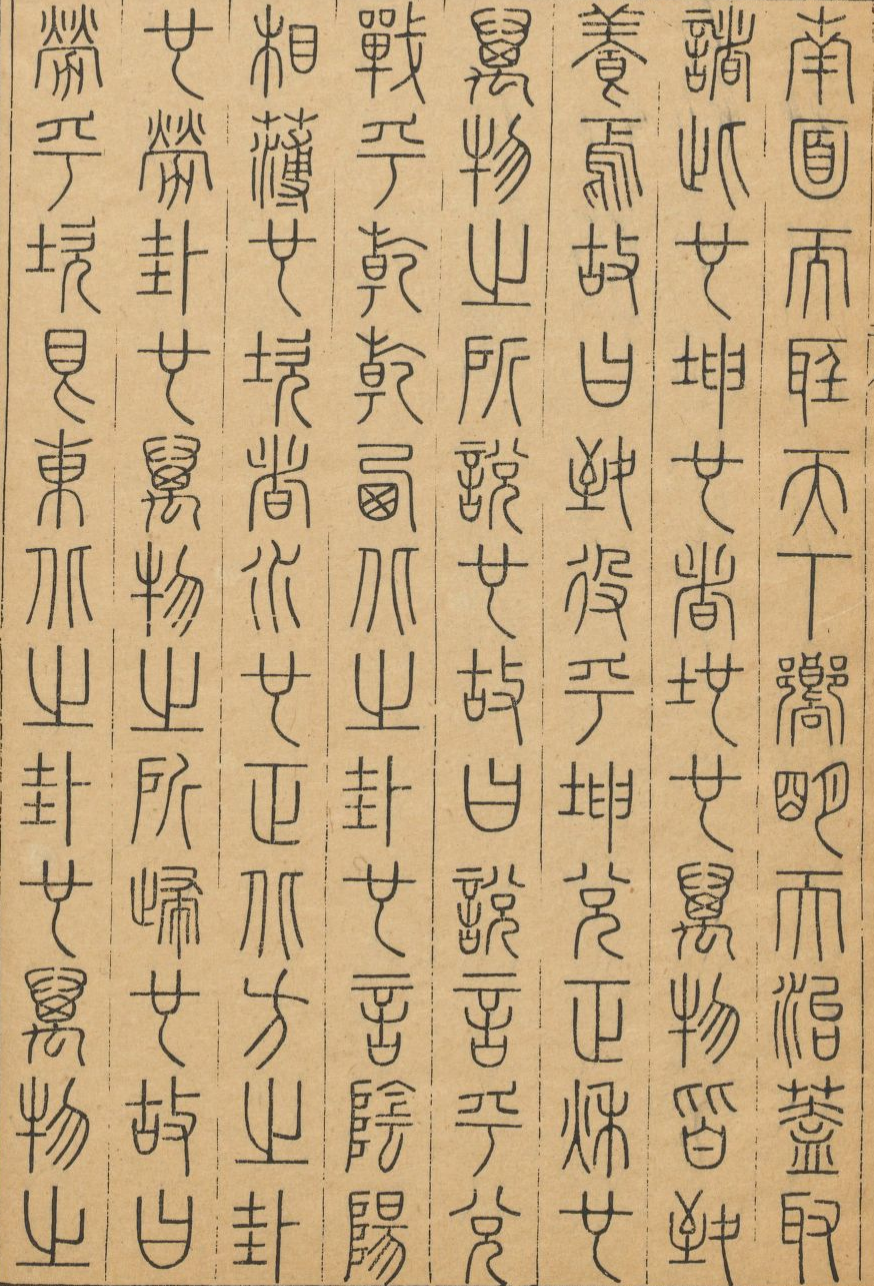 南面而聽天下嚮明而治蓋取
諸此也坤也者地也萬物皆致
養焉故曰致役乎坤兌正秋也
萬物之所說也故曰說言乎兌
戰乎乾乾西北之卦也言陰陽
相薄也坎者水也正北方之卦
也勞卦也萬物之所歸也故曰
勞乎坎艮東北之卦也萬物之